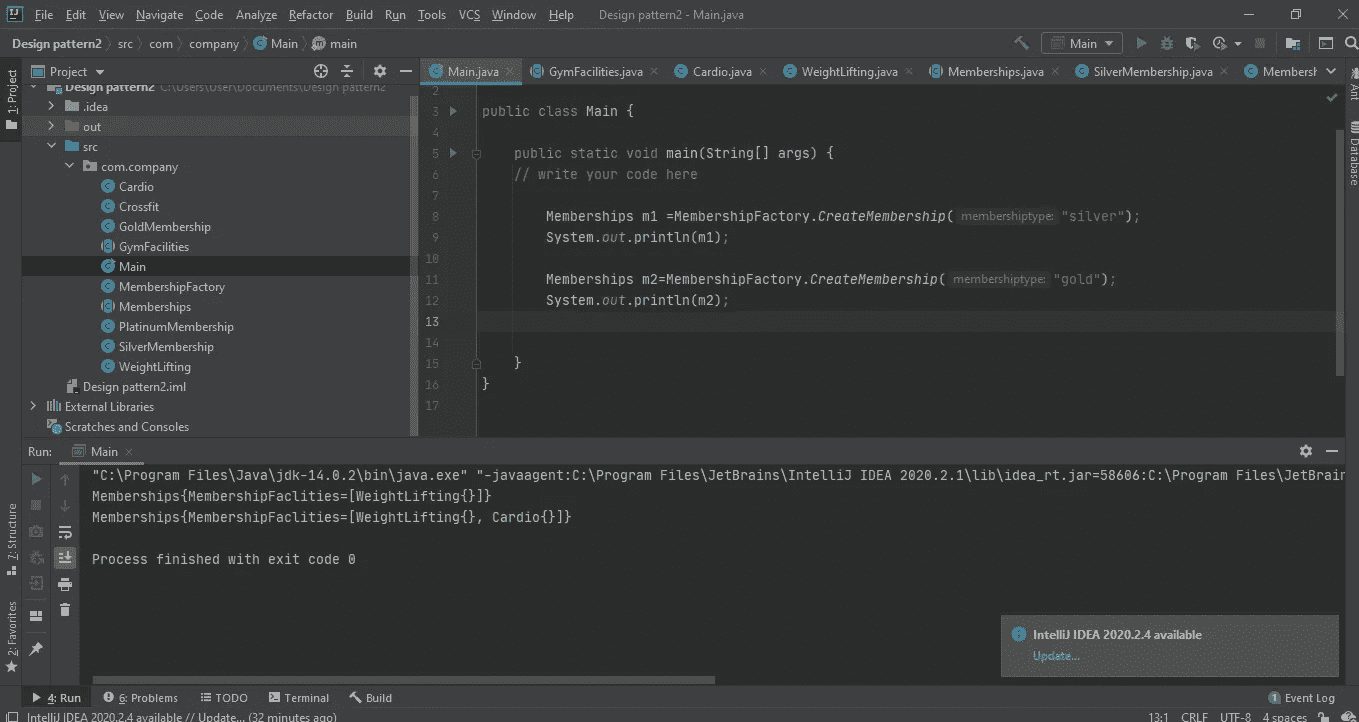 File Edit View Navigate Code Analyze Refactor Build Run Tools VCS Window Help Design pattern2 - Main.java
Design pattern2 src com company Main main Main
1: Project
Project
Main.java GymFacilities.java Cardio.java WeightLifting.java Memberships.java SilverMembership.java Membersh
Ant
Database
Design pattern2 C:\Users\User\Documents\Design pattern2
.idea
out
src
com.company
Cardio
Crossfit
GoldMembership
GymFacilities
Main
MembershipFactory
Memberships
PlatinumMembership
SilverMembership
WeightLifting
Design pattern2.iml
External Libraries
Scratches and Consoles
2
3 public class Main {
4
5 public static void main(String[] args) {
6 // write your code here
7
8 Memberships m1 =MembershipFactory.CreateMembership( membershiptype: "silver");
9 System.out.println(m1);
10
11 Memberships m2=MembershipFactory.CreateMembership( membershiptype: "gold");
12 System.out.println(m2);
13
14
15 }
16 }
17
Run: Main
"C:\Program Files\Java\jdk-14.0.2\bin\java.exe" "-javaagent:C:\Program Files\JetBrains\IntelliJ IDEA 2020.2.1\lib\idea_rt.jar=58606:C:\Program Files\JetBrain
Memberships{MembershipFaclities=[WeightLifting{}]}
Memberships{MembershipFaclities=[WeightLifting{}, Cardio{}]}
Process finished with exit code 0
7: Structure
2: Favorites
IntelliJ IDEA 2020.2.4 available
Update...
4: Run 6: Problems TODO Terminal Build 1 Event Log
IntelliJ IDEA 2020.2.4 available // Update... (32 minutes ago) 13:1 CRLF UTF-8 4 spaces